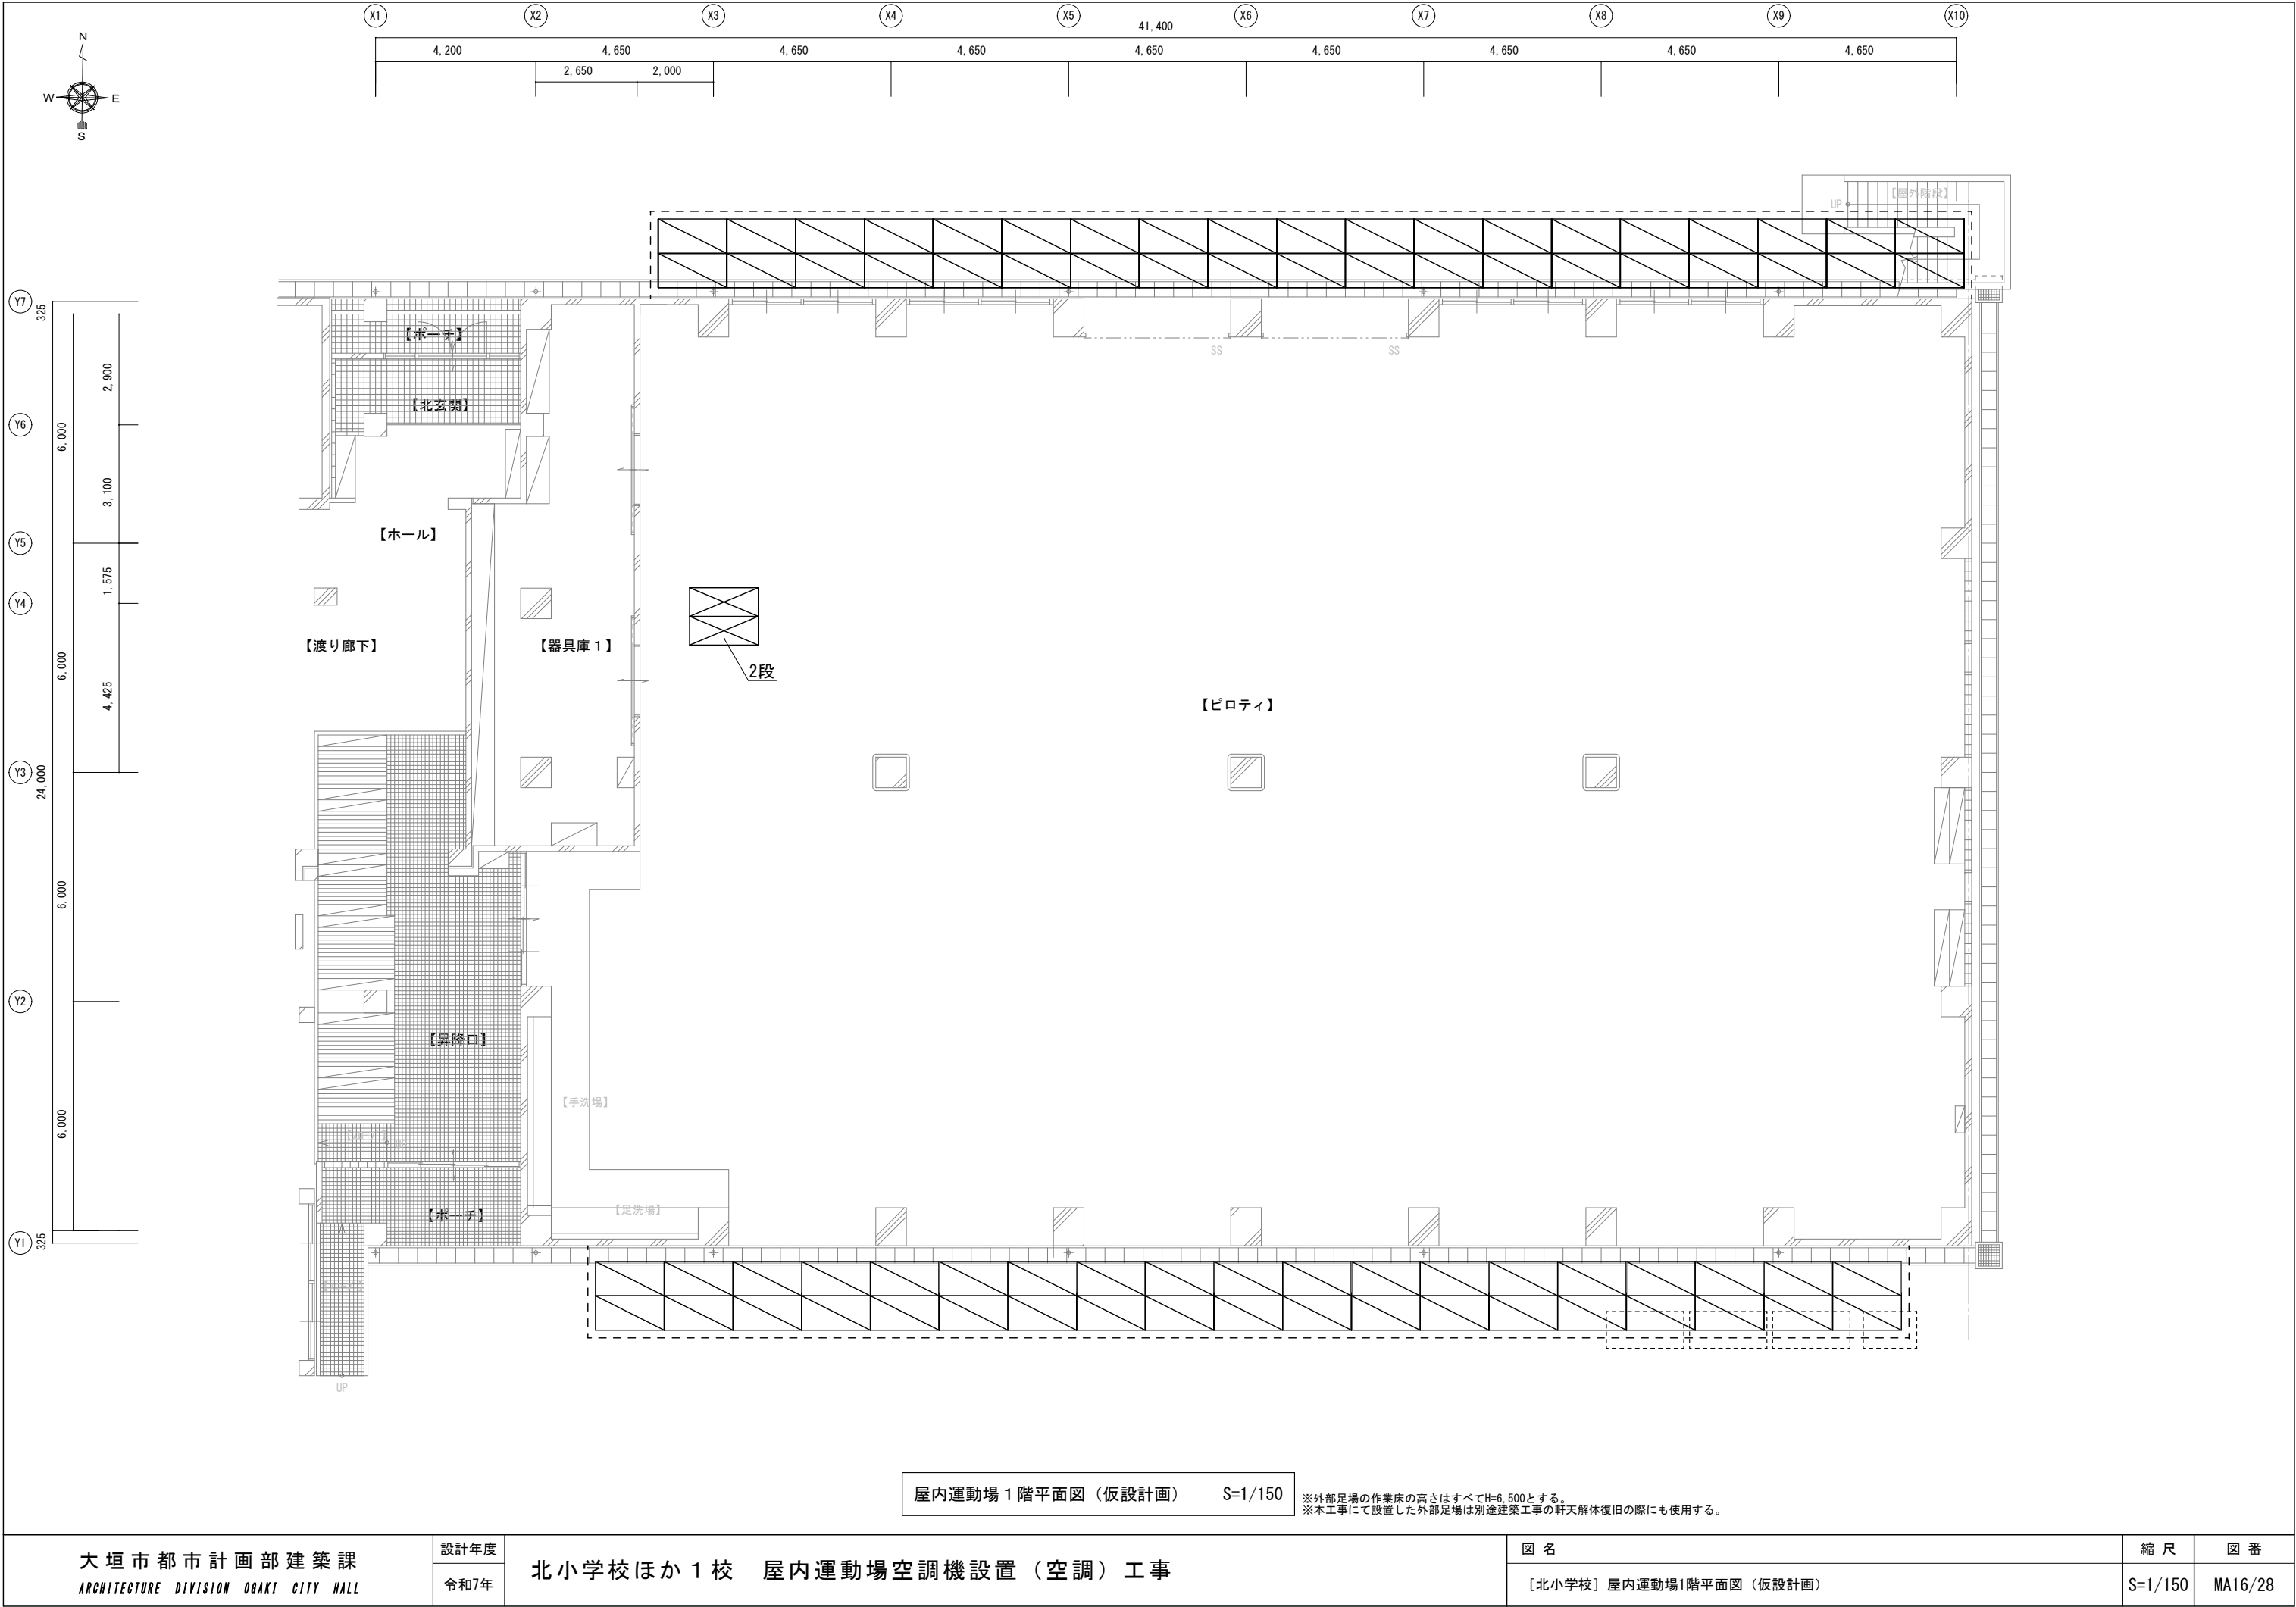 X1 X2 X3 X4 X5 X6 X7 X8 X9 X10
41,400
4,200 4,650 4,650 4,650 4,650 4,650 4,650 4,650 4,650
2,650 2,000
N
W E
S
【屋外階段】
UP
Y7
325
【ポーチ】
SS SS
2,900
【北玄関】
Y6
6,000
3,100
【ホール】
Y5
1,575
Y4
【渡り廊下】 【器具庫１】
6,000
2段
4,425
【ピロティ】
Y3
24,000
6,000
Y2
【昇降口】
【手洗場】
6,000
【足洗場】
【ポーチ】
Y1
325
UP
屋内運動場１階平面図（仮設計画） S=1/150
※外部足場の作業床の高さはすべてH=6,500とする。
※本工事にて設置した外部足場は別途建築工事の軒天解体復旧の際にも使用する。
大垣市都市計画部建築課
ARCHITECTURE DIVISION OGAKI CITY HALL
設計年度
令和7年
北小学校ほか１校 屋内運動場空調機設置（空調）工事
図 名
［北小学校］屋内運動場1階平面図（仮設計画）
縮 尺
S=1/150
図 番
MA16/28